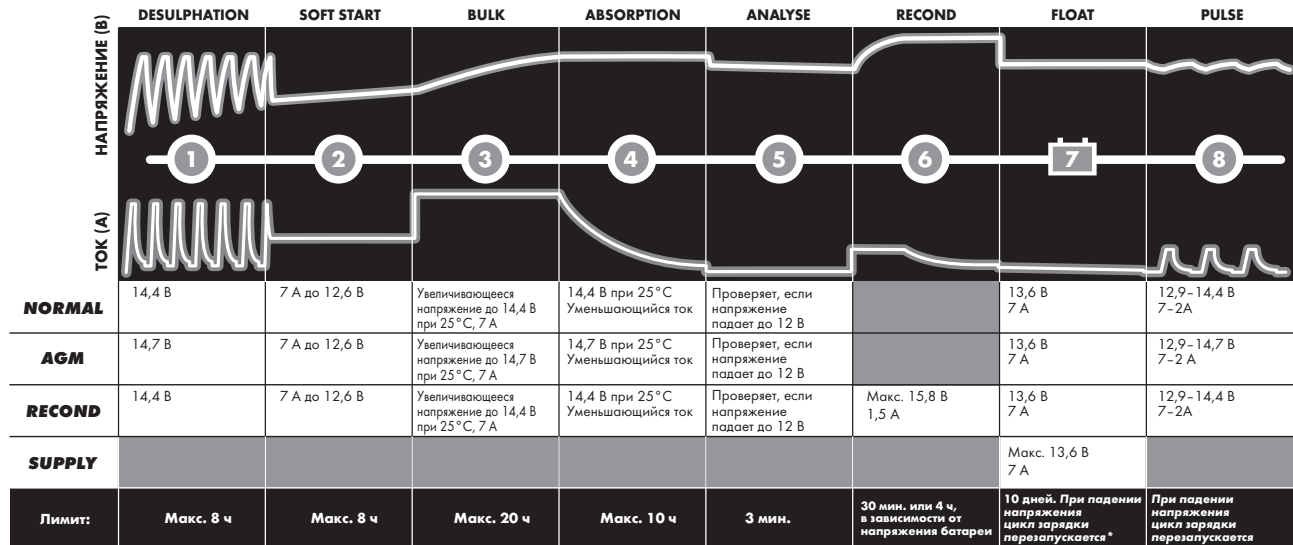 DESULPHATION SOFT START BULK ABSORPTION ANALYSE RECOND FLOAT PULSE
НАПРЯЖЕНИЕ (В)
1 2 3 4 5 6 7 8
ТОК (А)
NORMAL
14,4 В
7 А до 12,6 В
Увеличивающееся
напряжение до 14,4 В
при 25°С, 7 А
14,4 В при 25°С
Уменьшающийся ток
Проверяет, если
напряжение
падает до 12 В
13,6 В
7 А
12,9–14,4 В
7–2А
AGM
14,7 В
7 А до 12,6 В
Увеличивающееся
напряжение до 14,7 В
при 25°С, 7 А
14,7 В при 25°С
Уменьшающийся ток
Проверяет, если
напряжение
падает до 12 В
13,6 В
7 А
12,9–14,7 В
7–2 А
RECOND
14,4 В
7 А до 12,6 В
Увеличивающееся
напряжение до 14,4 В
при 25°С, 7 А
14,4 В при 25°С
Уменьшающийся ток
Проверяет, если
напряжение
падает до 12 В
Макс. 15,8 В
1,5 А
13,6 В
7 А
12,9–14,4 В
7–2А
SUPPLY
Макс. 13,6 В
7 А
Лимит:
Макс. 8 ч
Макс. 8 ч
Макс. 20 ч
Макс. 10 ч
3 мин.
30 мин. или 4 ч,
в зависимости от
напряжения батареи
10 дней. При падении
напряжения
цикл зарядки
перезапускается*
При падении
напряжения
цикл зарядки
перезапускается